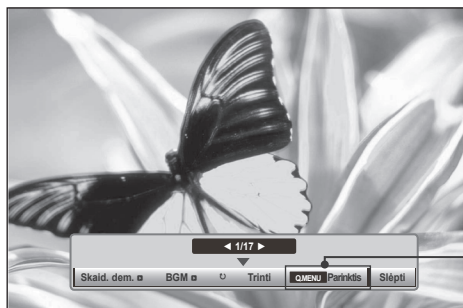 ◀ 1/17 ▶
Skaid. dem. BGM ↻ Trinti Q.MENU Parinktis Slėpti